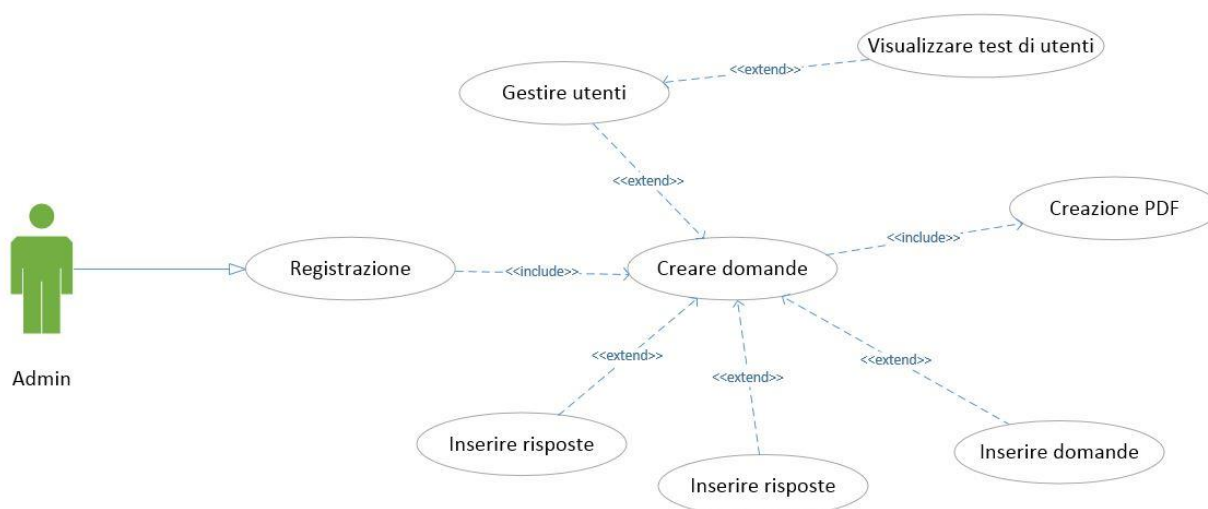 Visualizzare test di utenti
<<extend>>
Gestire utenti
<<extend>>
Creazione PDF
<<include>>
Registrazione
<<include>>
Creare domande
Admin
<<extend>>
<<extend>>
<<extend>>
Inserire risposte
Inserire risposte
Inserire domande